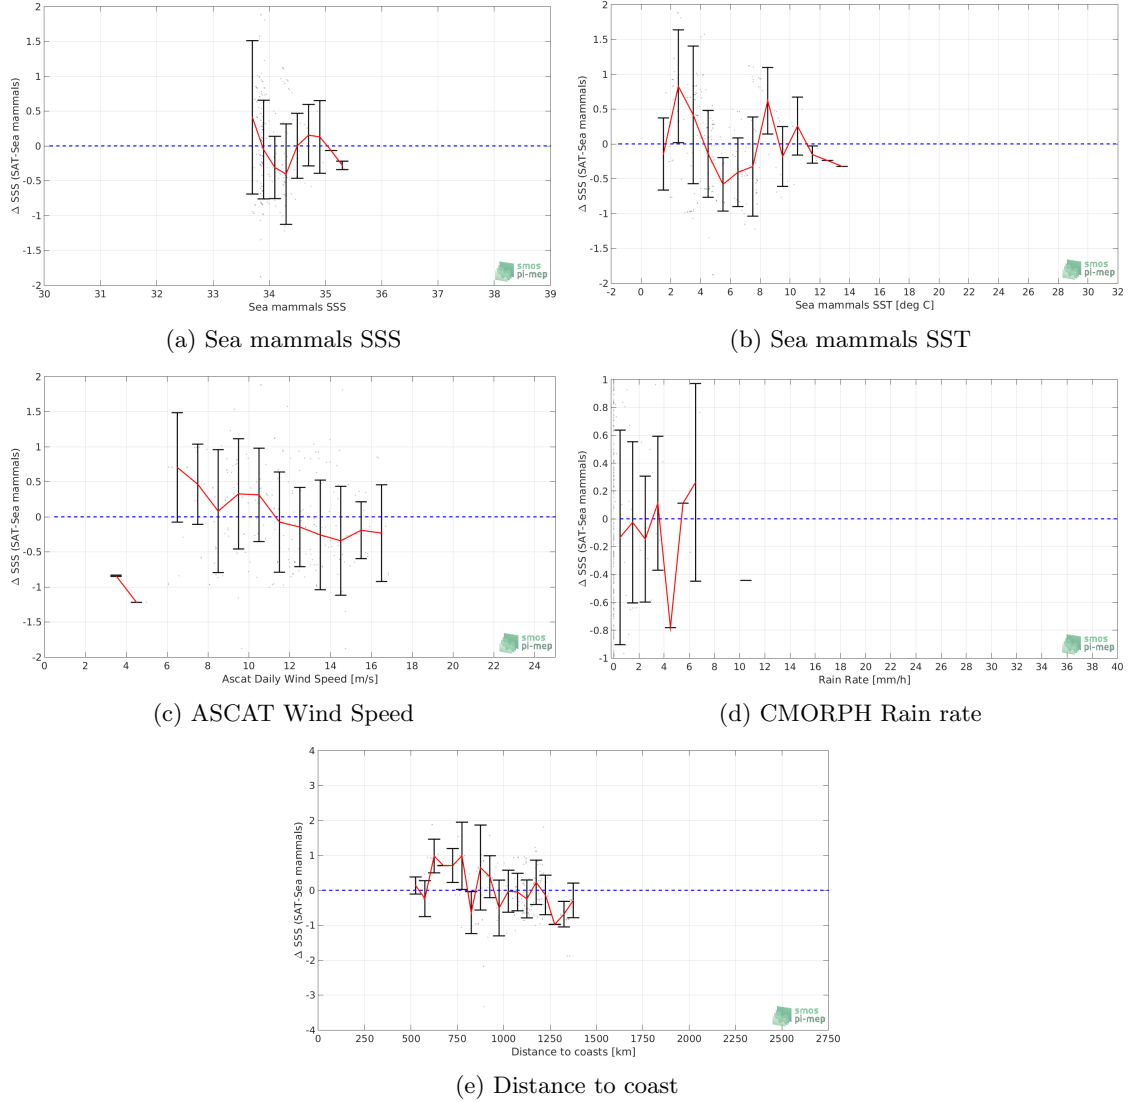 2
1.5
1
0.5
0
-0.5
-1
-1.5
-2
Δ SSS (SAT-Sea mammals)
30 31 32 33 34 35 36 37 38 39
Sea mammals SSS
smos
pi-mep
(a) Sea mammals SSS
2
1.5
1
0.5
0
-0.5
-1
-1.5
-2
Δ SSS (SAT-Sea mammals)
-2 0 2 4 6 8 10 12 14 16 18 20 22 24 26 28 30 32
Sea mammals SST [deg C]
smos
pi-mep
(b) Sea mammals SST
2
1.5
1
0.5
0
-0.5
-1
-1.5
-2
Δ SSS (SAT-Sea mammals)
0 2 4 6 8 10 12 14 16 18 20 22 24
Ascat Daily Wind Speed [m/s]
smos
pi-mep
(c) ASCAT Wind Speed
1
0.8
0.6
0.4
0.2
0
-0.2
-0.4
-0.6
-0.8
-1
Δ SSS (SAT-Sea mammals)
0 2 4 6 8 10 12 14 16 18 20 22 24 26 28 30 32 34 36 38 40
Rain Rate [mm/h]
smos
pi-mep
(d) CMORPH Rain rate
4
3
2
1
0
-1
-2
-3
-4
Δ SSS (SAT-Sea mammals)
0 250 500 750 1000 1250 1500 1750 2000 2250 2500 2750
Distance to coasts [km]
smos
pi-mep
(e) Distance to coast